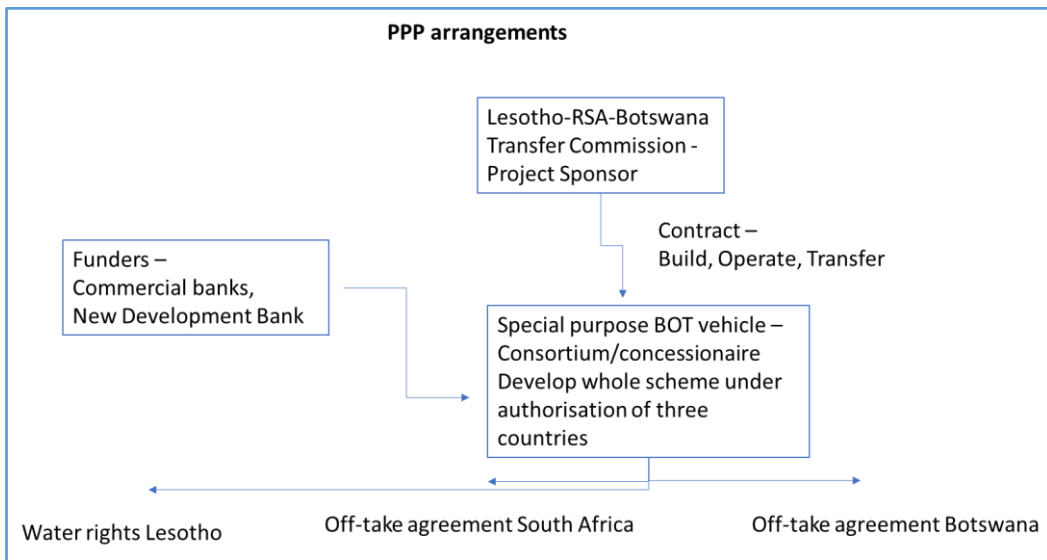 PPP arrangements
Lesotho-RSA-Botswana
Transfer Commission -
Project Sponsor
Contract –
Build, Operate, Transfer
Funders –
Commercial banks,
New Development Bank
Special purpose BOT vehicle –
Consortium/concessionaire
Develop whole scheme under
authorisation of three
countries
Water rights Lesotho
Off-take agreement South Africa
Off-take agreement Botswana